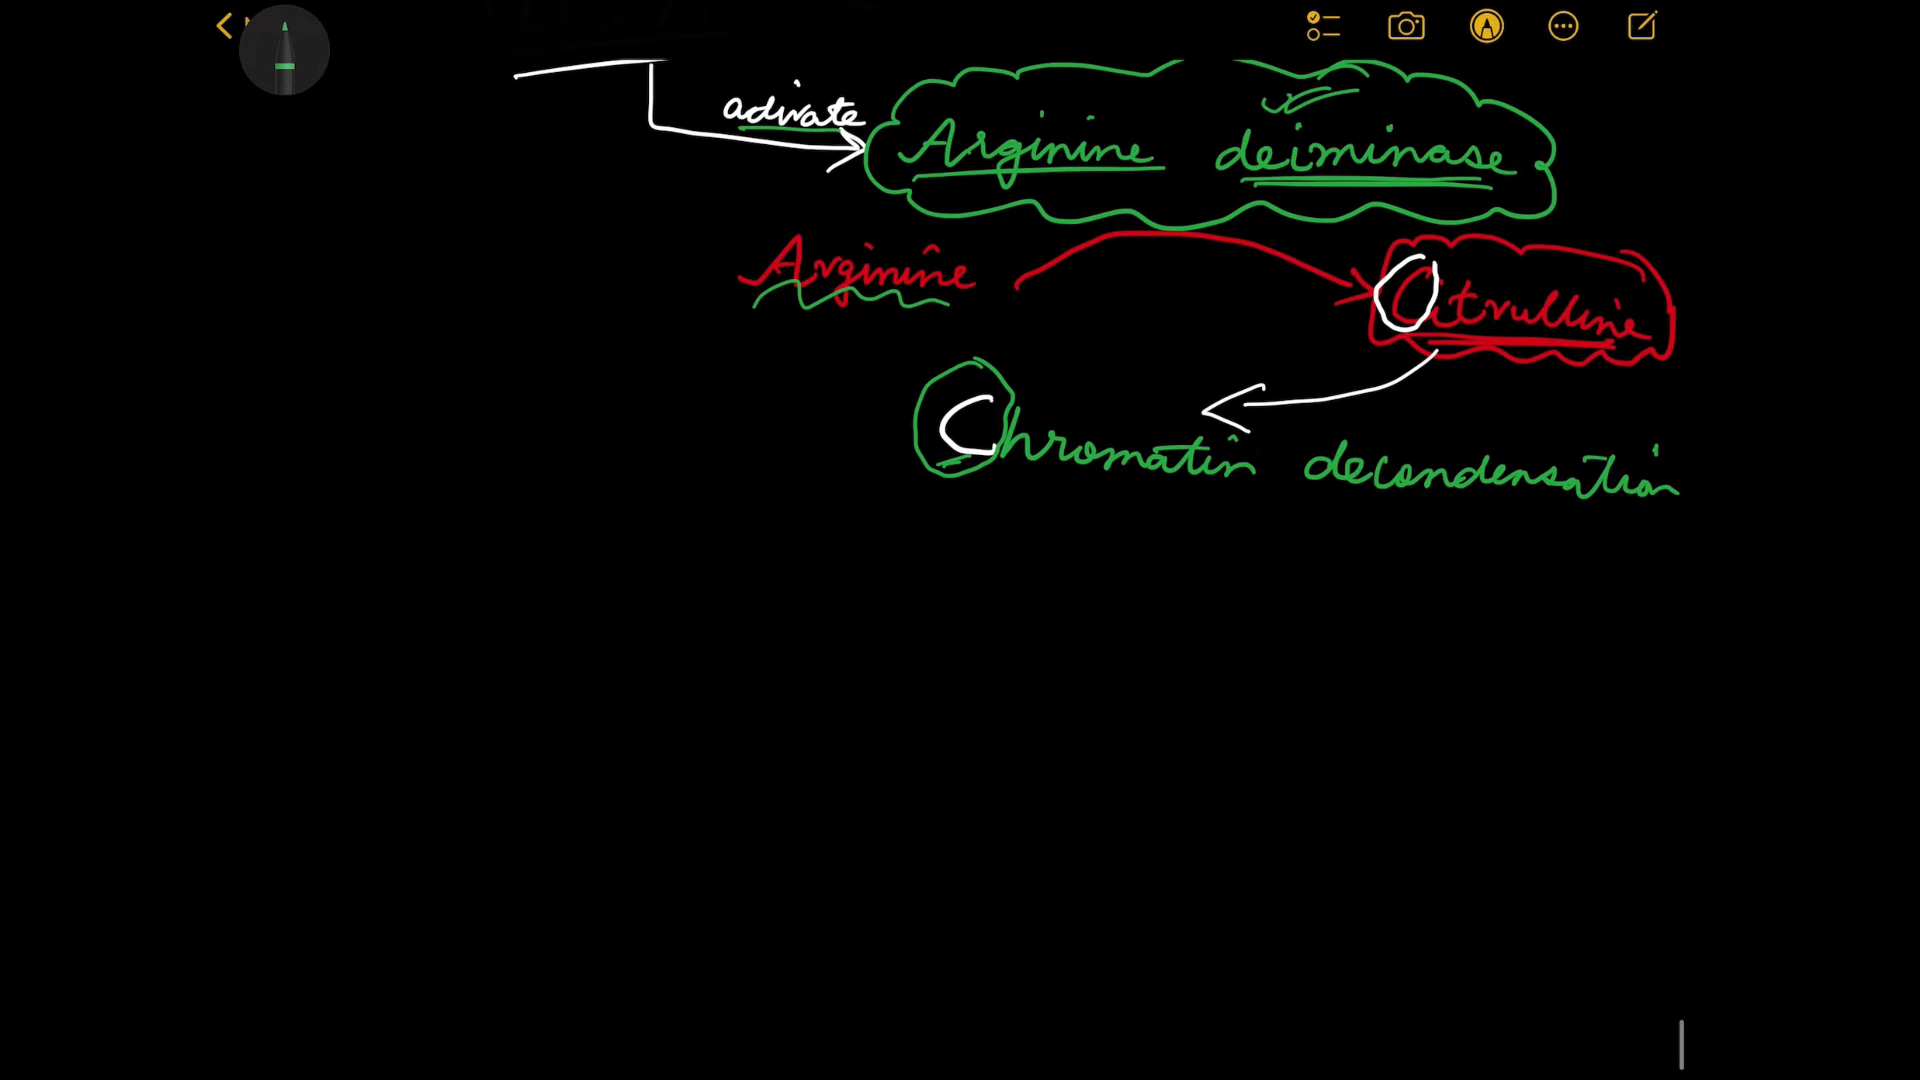 activate
Arginine deiminase
Arginine
Citrulline
Chromatin decondensation